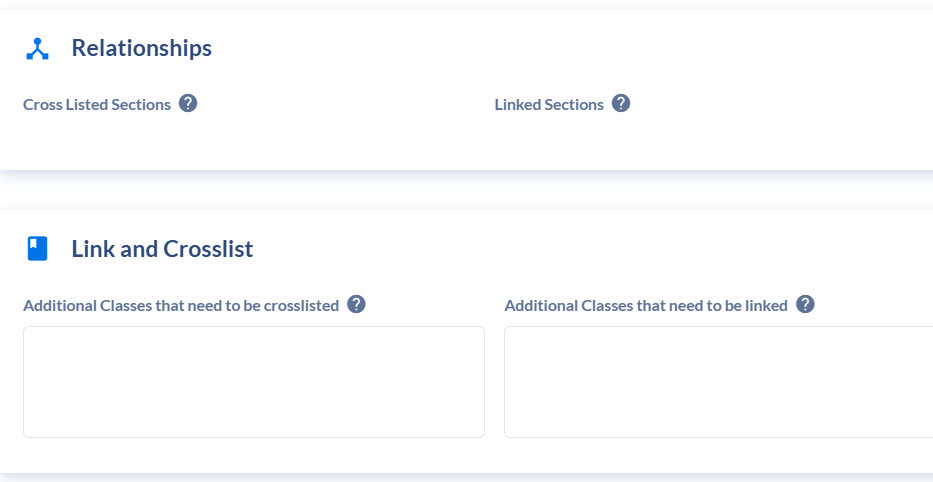 Relationships
Cross Listed Sections ?
Linked Sections ?
Link and Crosslist
Additional Classes that need to be crosslisted ?
Additional Classes that need to be linked ?